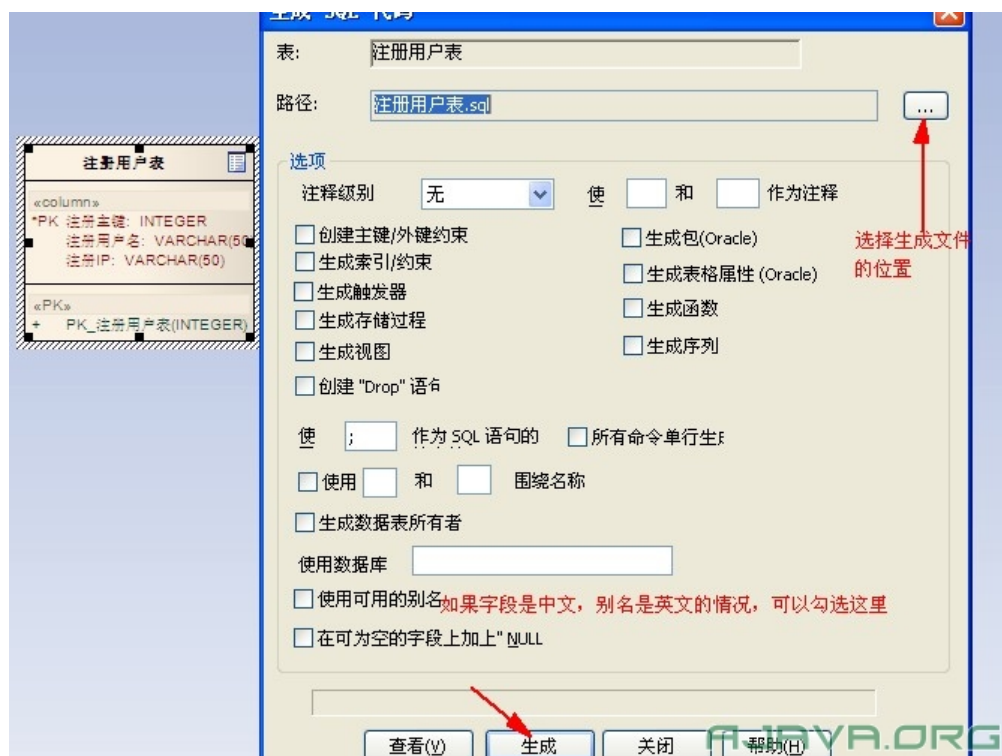 生成 SQL 代码
表:
注册用户表
路径:
注册用户表.sql
...
注册用户表
«column»
*PK 注册主键: INTEGER
注册用户名: VARCHAR(50
注册IP: VARCHAR(50)
«PK»
+ PK_注册用户表(INTEGER)
选项
注释级别 无 使 和 作为注释
创建主键/外键约束
生成索引/约束
生成触发器
生成存储过程
生成视图
创建 "Drop" 语句
生成包(Oracle)
生成表格属性 (Oracle)
生成函数
生成序列
选择生成文件
的位置
使 ; 作为 SQL 语句的
所有命令单行生
使用 和 围绕名称
生成数据表所有者
使用数据库
使用可用的别名
如果字段是中文，别名是英文的情况，可以勾选这里
在可为空的字段上加上" NULL
查看(V)
生成
关闭
帮助(H)
AJAVA.ORG